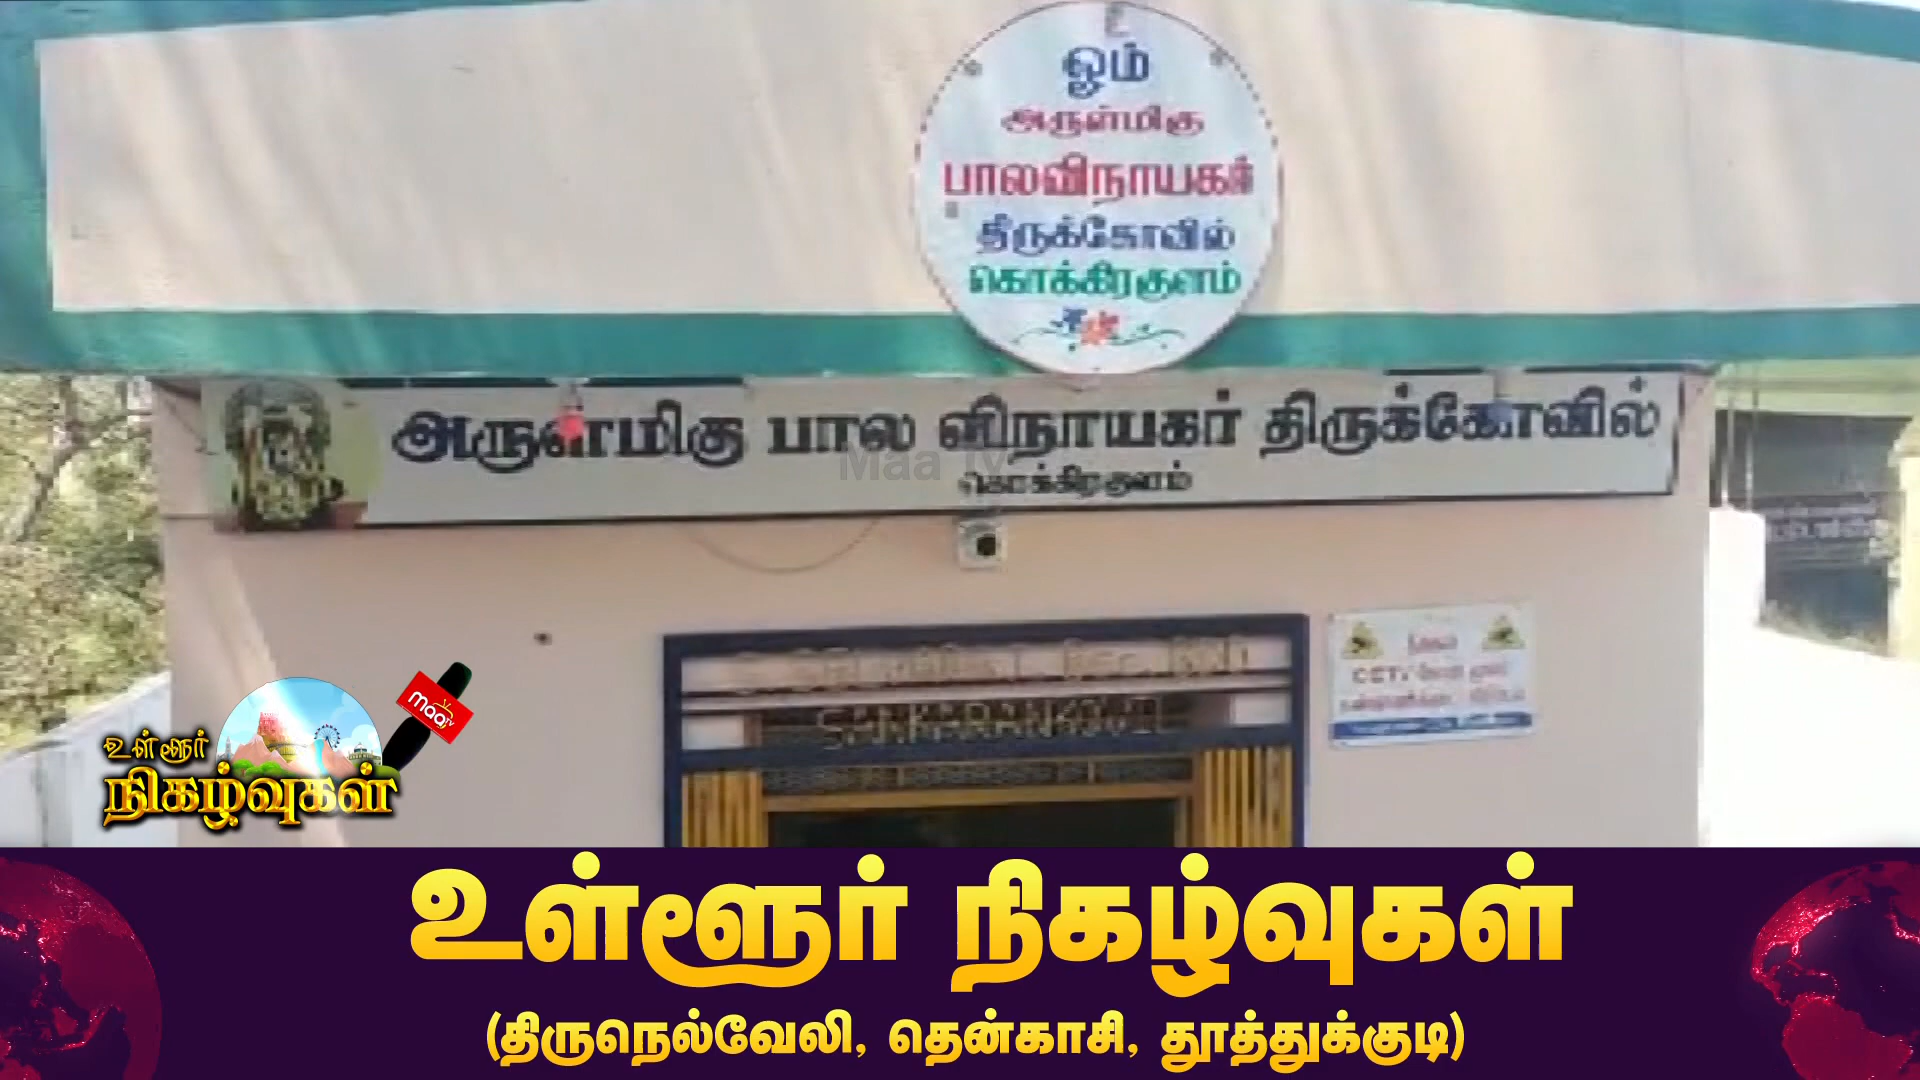 ஓம்
அருள்மிகு
பாலவிநாயகர்
திருக்கோவில்
கொக்கிரகுளம்
அருள்மிகு பால விநாயகர் திருக்கோவில்
கொக்கிரகுளம்
Maa Tv
SANKARANKOVIL
CCTV
maa TV
உள்ளூர்
நிகழ்வுகள்
உள்ளூர் நிகழ்வுகள்
(திருநெல்வேலி, தென்காசி, தூத்துக்குடி)